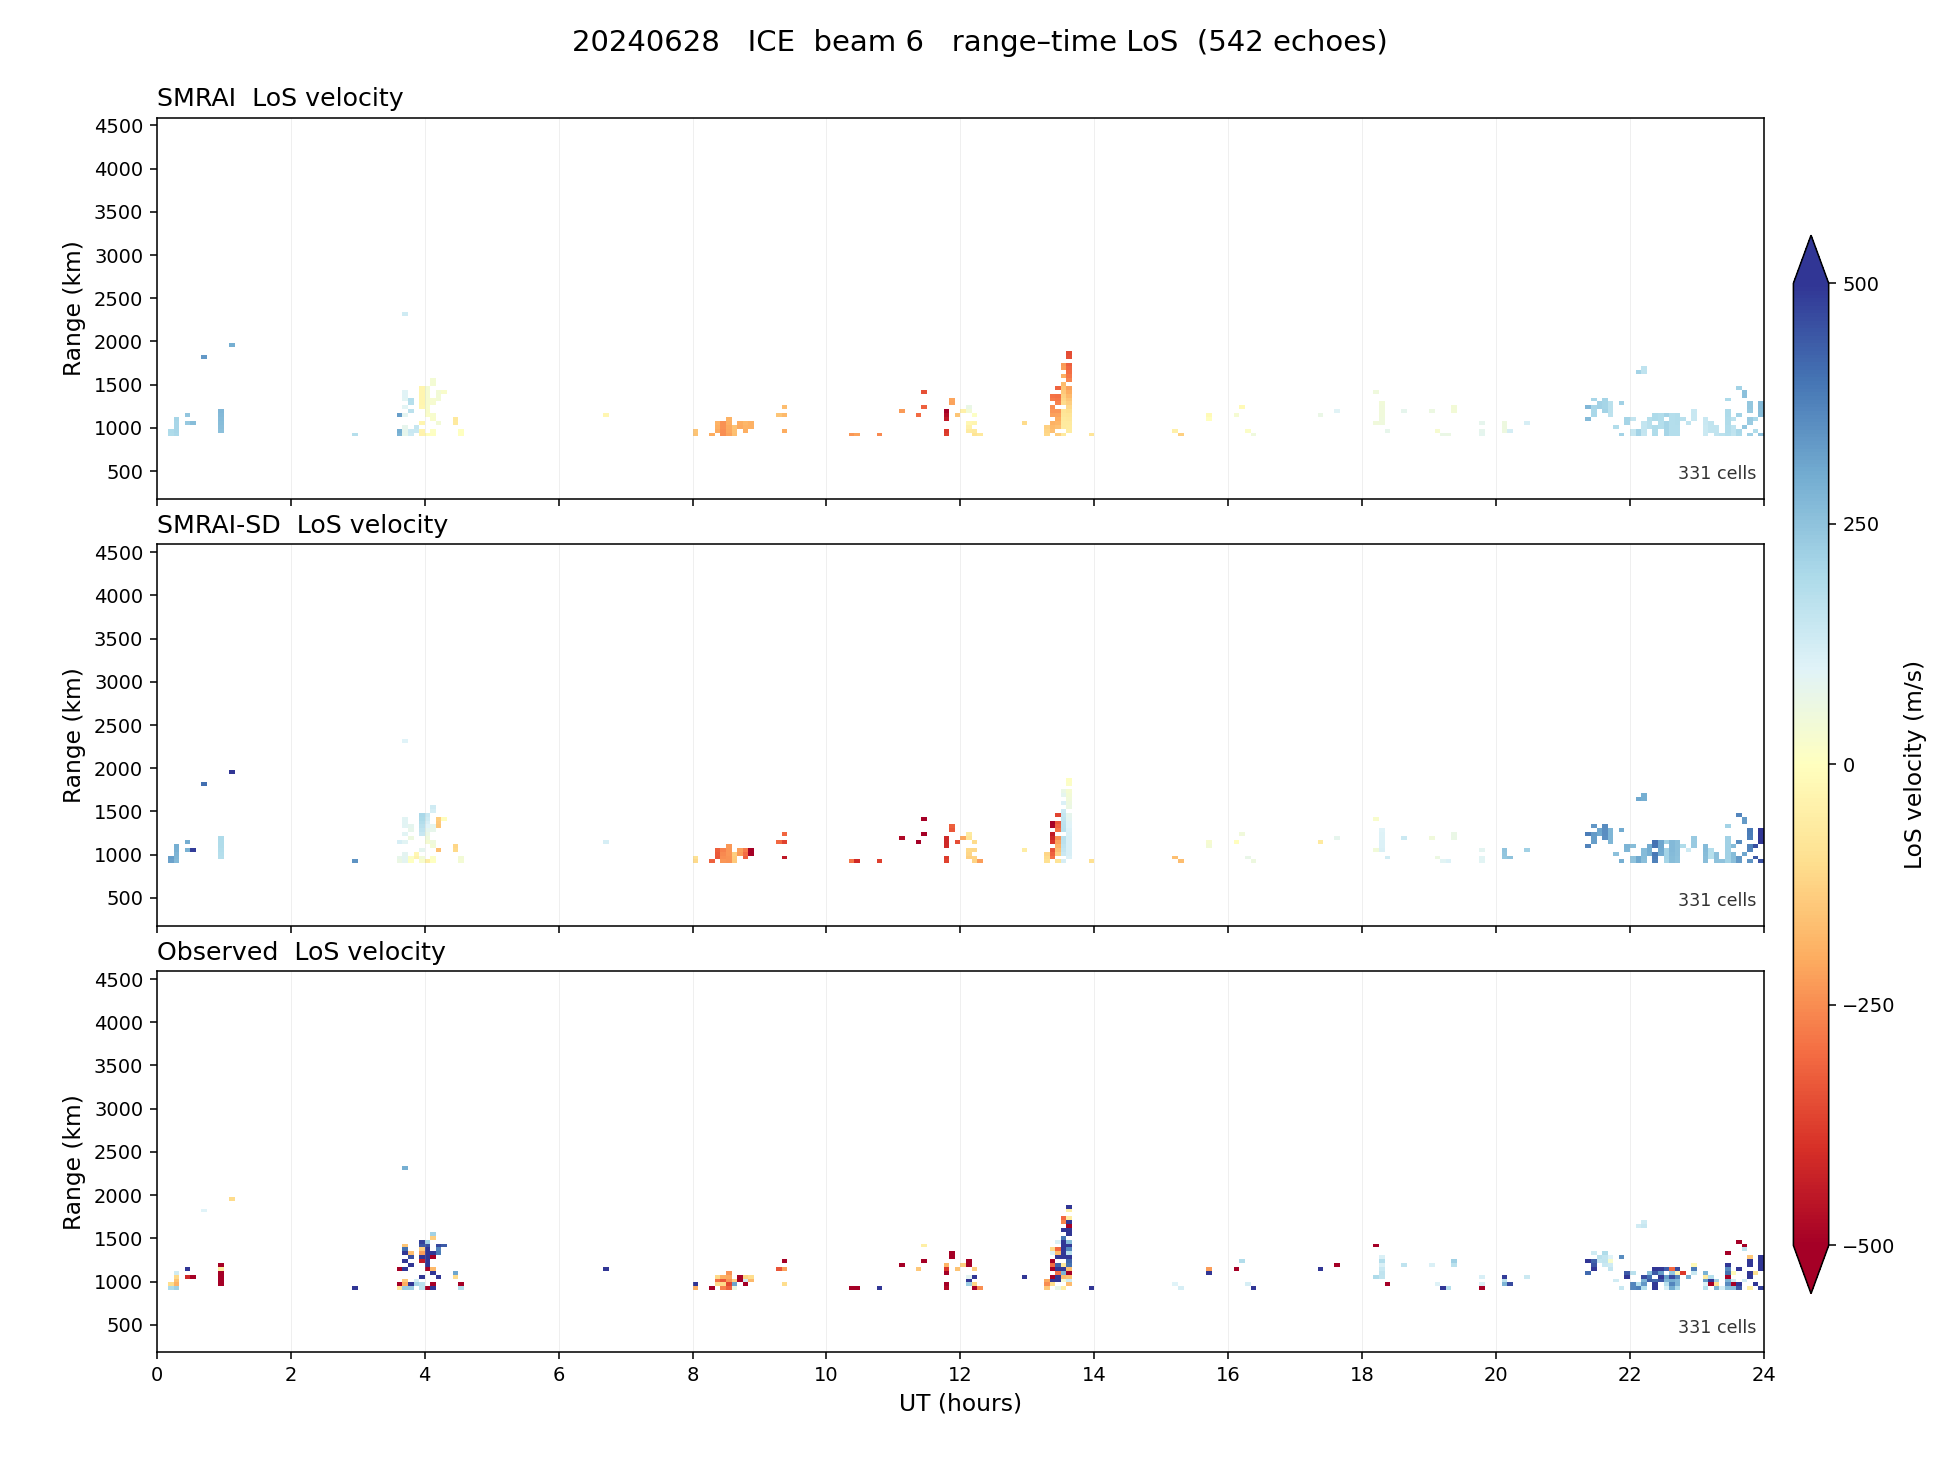 20240628   ICE  beam 6   range–time LoS  (542 echoes)
SMRAI  LoS velocity
4500
4000
3500
3000
2500
2000
1500
1000
500
Range (km)
331 cells
SMRAI-SD  LoS velocity
4500
4000
3500
3000
2500
2000
1500
1000
500
Range (km)
331 cells
Observed  LoS velocity
4500
4000
3500
3000
2500
2000
1500
1000
500
Range (km)
331 cells
0 2 4 6 8 10 12 14 16 18 20 22 24
UT (hours)
500
250
0
−250
−500
LoS velocity (m/s)